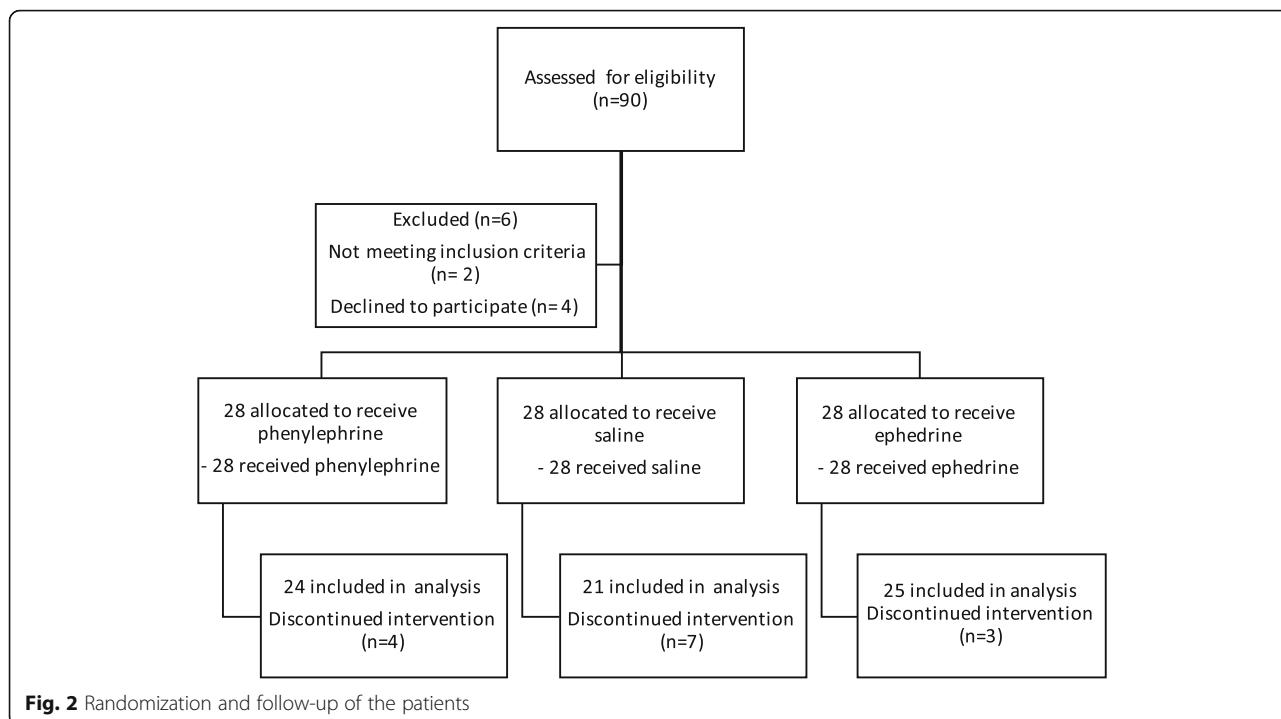 Assessed for eligibility
(n=90)
Excluded (n=6)
Not meeting inclusion criteria
(n= 2)
Declined to participate (n= 4)
28 allocated to receive
phenylephrine
- 28 received phenylephrine
28 allocated to receive
saline
- 28 received saline
28 allocated to receive
ephedrine
- 28 received ephedrine
24 included in analysis
Discontinued intervention
(n=4)
21 included in analysis
Discontinued intervention
(n=7)
25 included in analysis
Discontinued intervention
(n=3)
Fig. 2 Randomization and follow-up of the patients